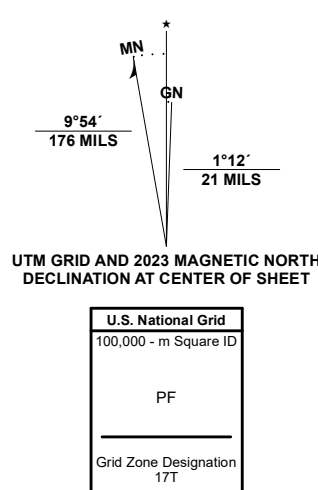 MN
GN
9°54´
176 MILS
1°12´
21 MILS
UTM GRID AND 2023 MAGNETIC NORTH
DECLINATION AT CENTER OF SHEET
U.S. National Grid
100,000 - m Square ID
PF
Grid Zone Designation
17T